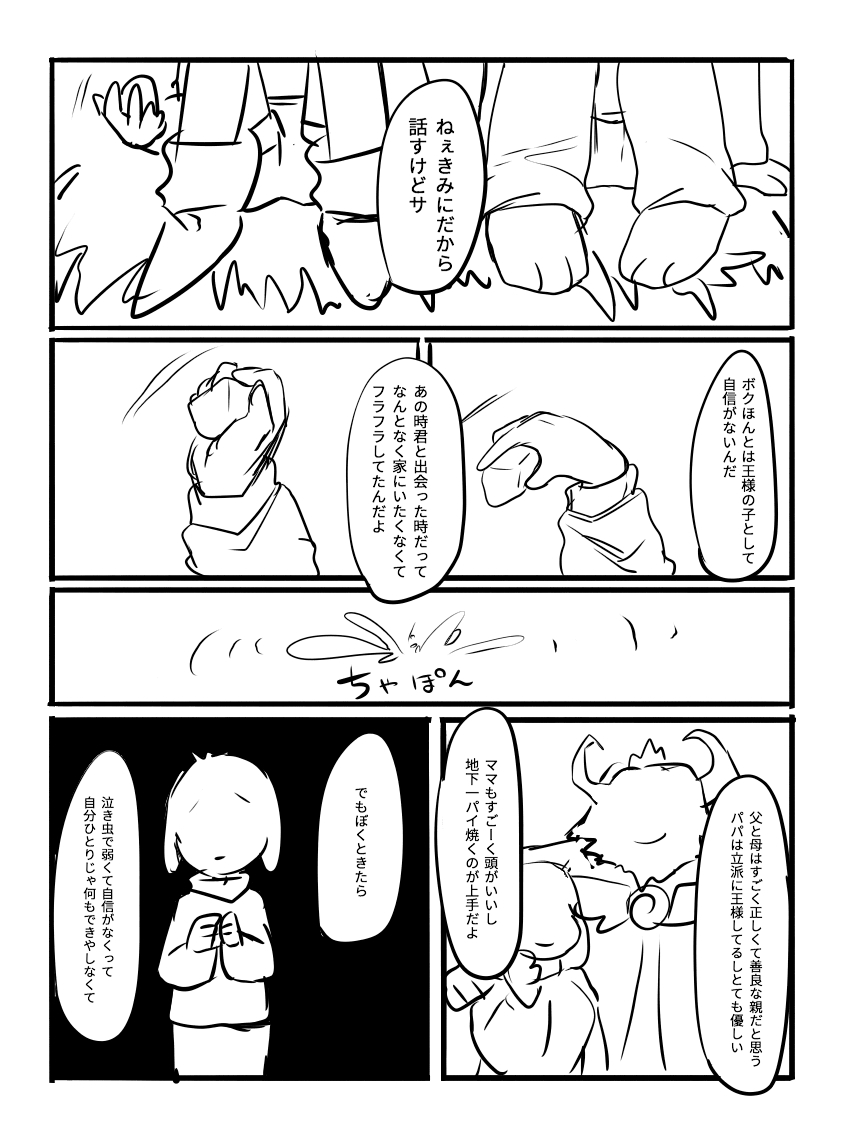 ねぇきみにだから
話すけどサ
ボクほんとは王様の子として
自信がないんだ
あの時君と出会った時だって
なんとなく家にいたくなくて
フラフラしてたんだよ
ちゃぽん
父と母はすごく正しくて善良な親だと思う
パパは立派に王様してるしとても優しい
ママもすごーく頭がいいし
地下一パイ焼くのが上手だよ
でもぼくときたら
泣き虫で弱くて自信がなくって
自分ひとりじゃ何もできやしなくて